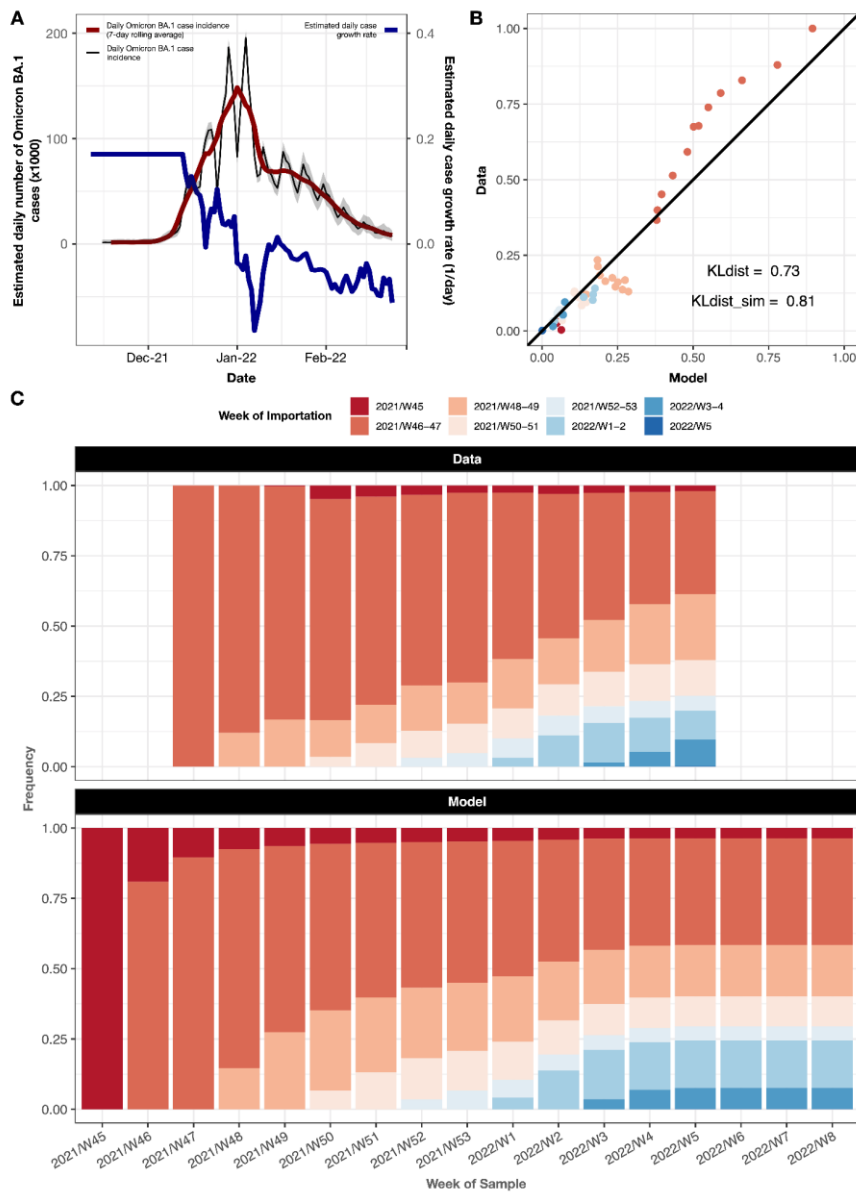 A
Daily Omicron BA.1 case incidence
(7-day rolling average)
Daily Omicron BA.1 case
incidence
Estimated daily case
growth rate
Estimated daily number of Omicron BA.1
cases (x1000)
200
100
0
0.4
0.2
0.0
Estimated daily case growth rate (1/day)
Dec-21
Jan-22
Feb-22
Date
B
1.00
0.75
0.50
0.25
0.00
Data
KLdist = 0.73
KLdist_sim = 0.81
0.00
0.25
0.50
0.75
1.00
Model
C
Week of Importation
2021/W45
2021/W46-47
2021/W48-49
2021/W50-51
2021/W52-53
2022/W1-2
2022/W3-4
2022/W5
Data
1.00
0.75
0.50
0.25
0.00
Frequency
Model
1.00
0.75
0.50
0.25
0.00
2021/W45
2021/W46
2021/W47
2021/W48
2021/W49
2021/W50
2021/W51
2021/W52
2021/W53
2022/W1
2022/W2
2022/W3
2022/W4
2022/W5
2022/W6
2022/W7
2022/W8
Week of Sample